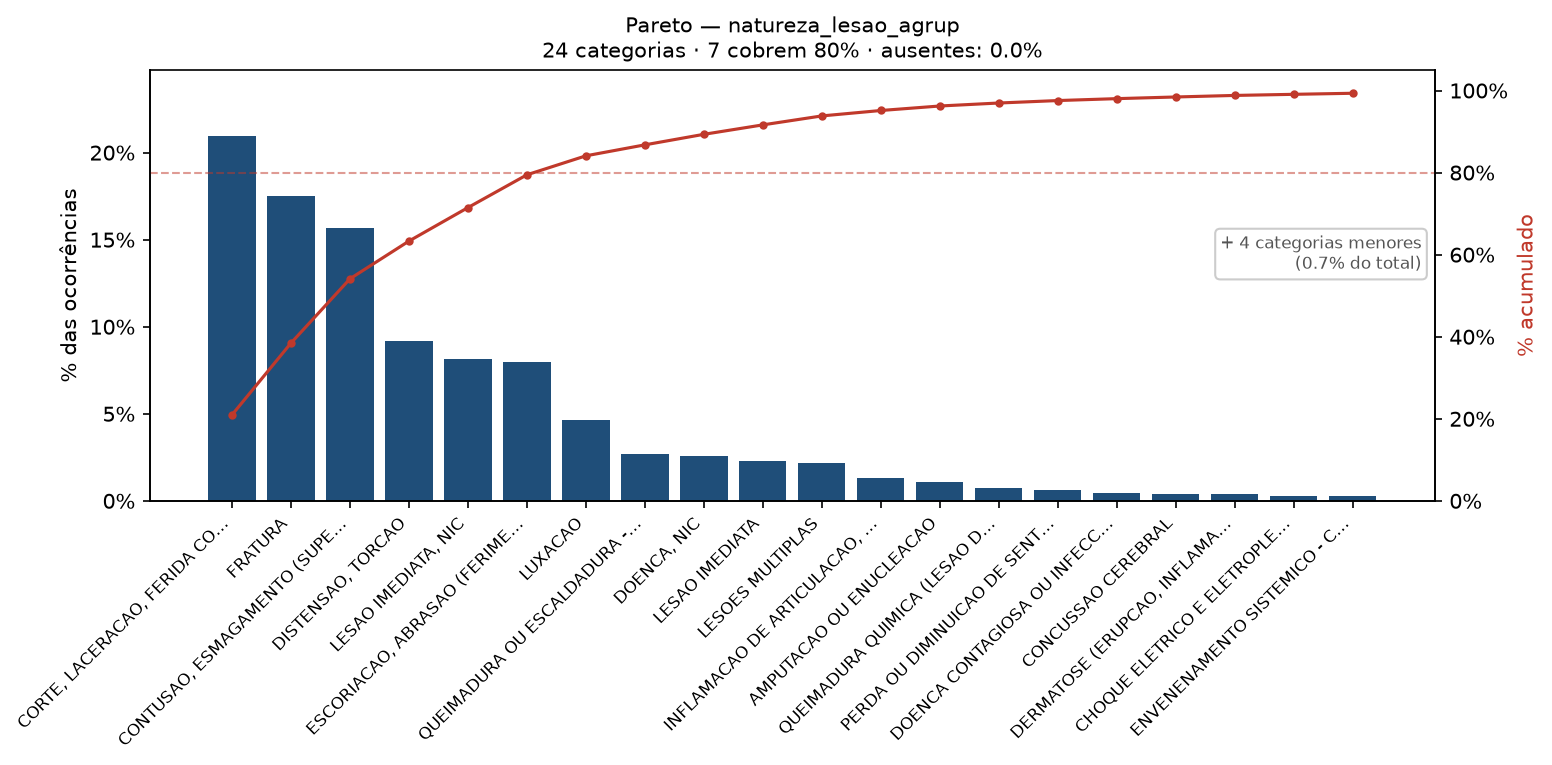 Pareto — natureza_lesao_agrup
24 categorias · 7 cobrem 80% · ausentes: 0.0%
% das ocorrências
20%
15%
10%
5%
0%
100%
80%
60%
40%
20%
0%
% acumulado
+ 4 categorias menores
(0.7% do total)
CORTE, LACERACAO, FERIDA CO...
FRATURA
CONTUSAO, ESMAGAMENTO (SUPE...
DISTENSAO, TORCAO
LESAO IMEDIATA, NIC
ESCORIACAO, ABRASAO (FERIME...
LUXACAO
QUEIMADURA OU ESCALDADURA -...
DOENCA, NIC
LESAO IMEDIATA
LESOES MULTIPLAS
INFLAMACAO DE ARTICULACAO, ...
AMPUTACAO OU ENUCLEACAO
QUEIMADURA QUIMICA (LESAO D...
PERDA OU DIMINUICAO DE SENT...
DOENCA CONTAGIOSA OU INFECC...
CONCUSSAO CEREBRAL
DERMATOSE (ERUPCAO, INFLAMA...
CHOQUE ELETRICO E ELETROPLE...
ENVENENAMENTO SISTEMICO - C...